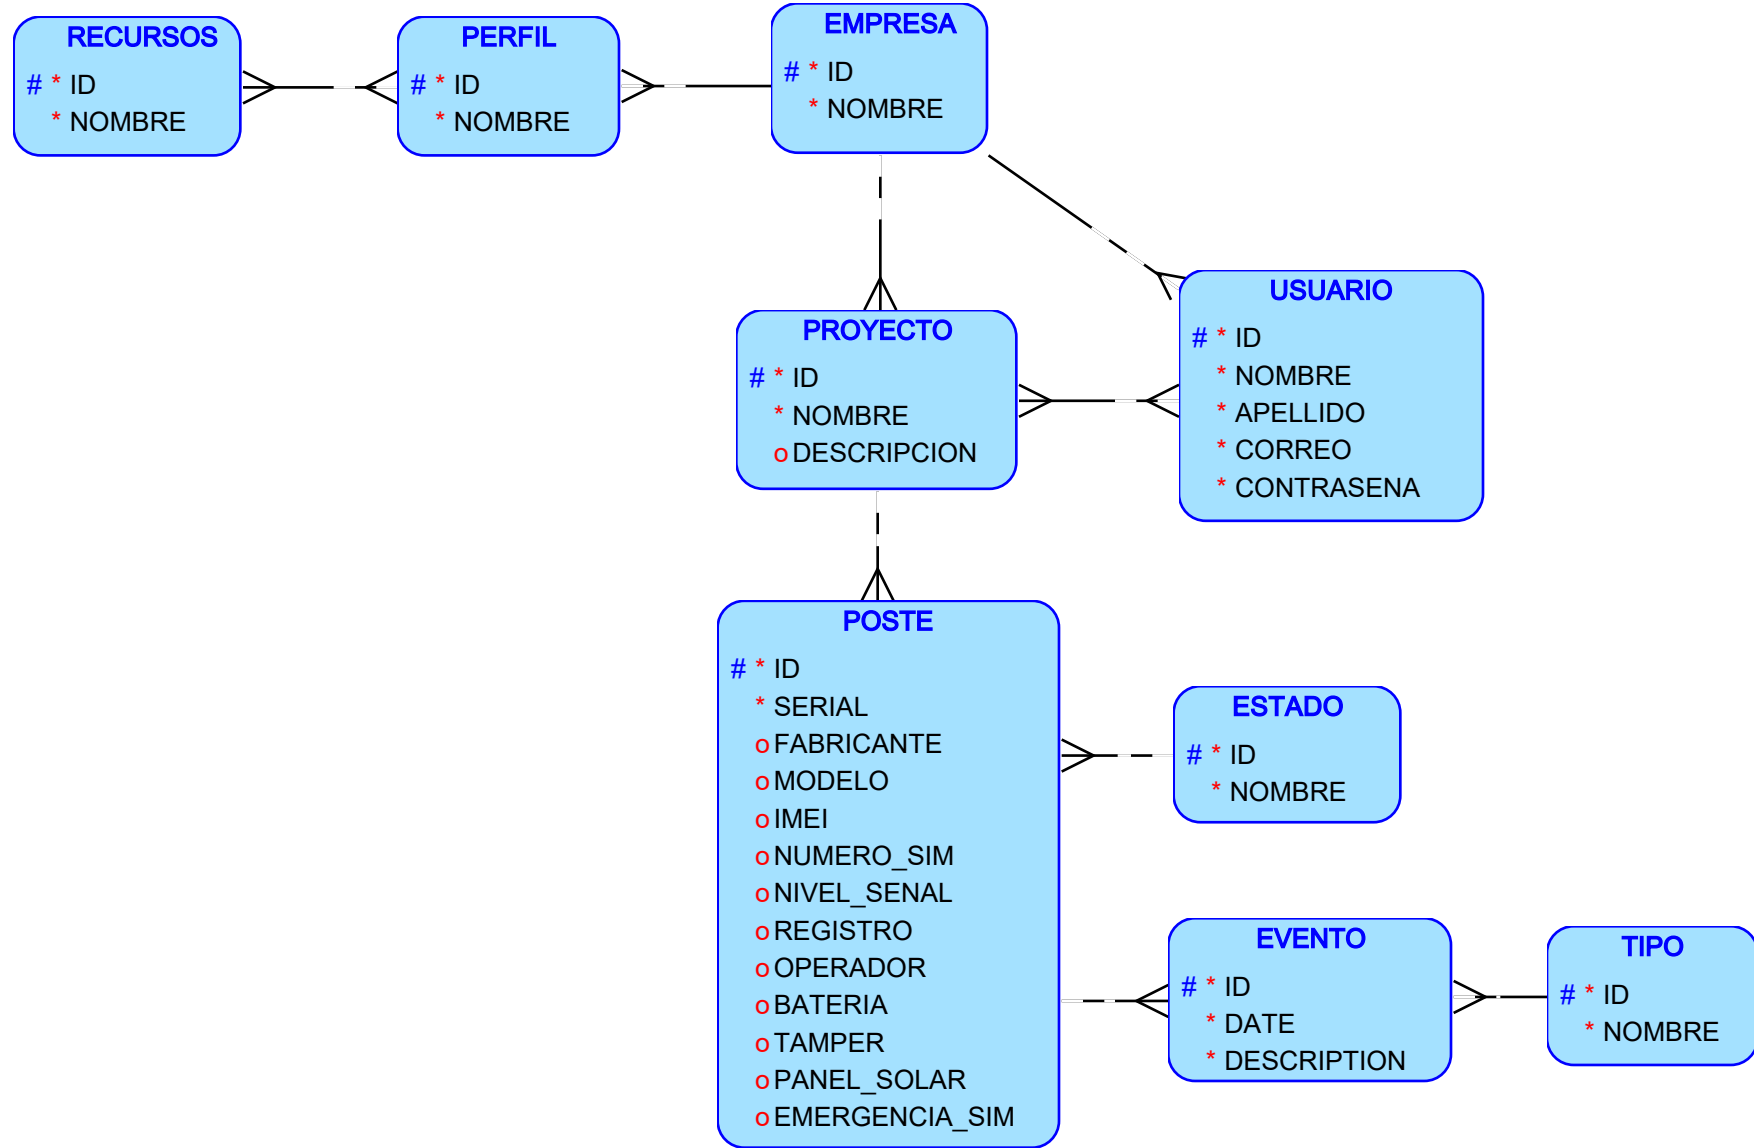 RECURSOS
# * ID
* NOMBRE
PERFIL
# * ID
* NOMBRE
EMPRESA
# * ID
* NOMBRE
USUARIO
# * ID
* NOMBRE
* APELLIDO
* CORREO
* CONTRASENA
PROYECTO
# * ID
* NOMBRE
o DESCRIPCION
POSTE
# * ID
* SERIAL
o FABRICANTE
o MODELO
o IMEI
o NUMERO_SIM
o NIVEL_SENAL
o REGISTRO
o OPERADOR
o BATERIA
o TAMPER
o PANEL_SOLAR
o EMERGENCIA_SIM
ESTADO
# * ID
* NOMBRE
EVENTO
# * ID
* DATE
* DESCRIPTION
TIPO
# * ID
* NOMBRE